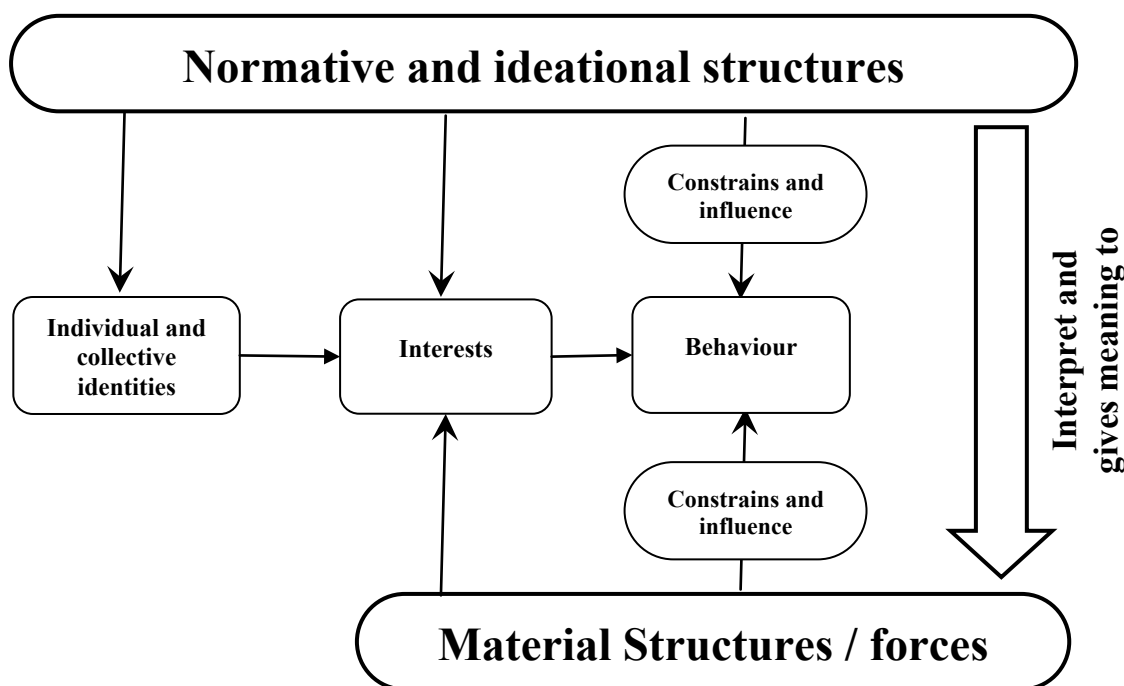 Normative and ideational structures
Constrains and
influence
Individual and
collective
identities
Interests
Behaviour
Interpret and
gives meaning to
Constrains and
influence
Material Structures / forces